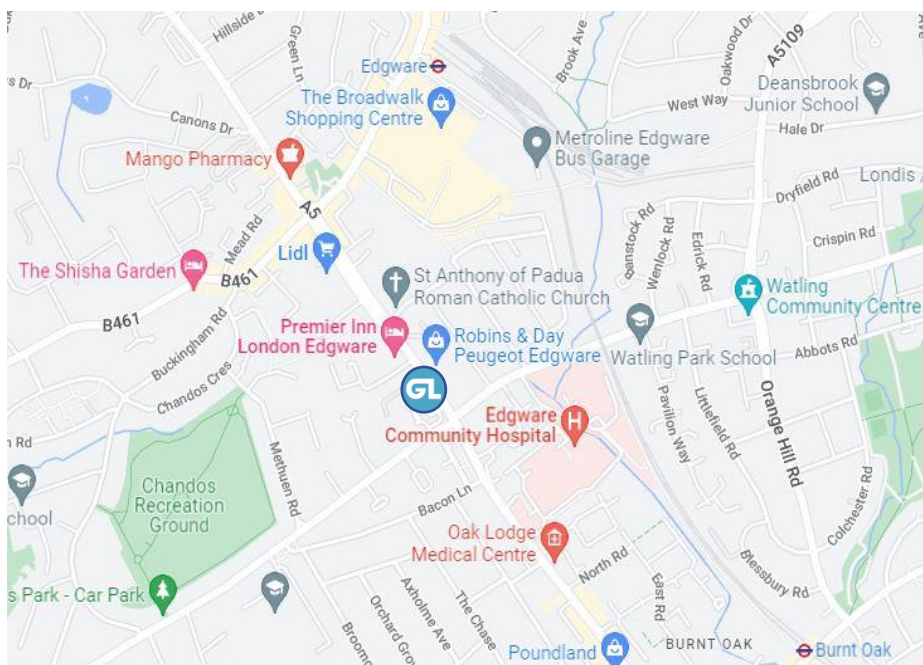 Hillside
Green Ln
Edgware
The Broadwalk
Shopping Centre
Brook Ave
Oakwood Dr
A5109
West Way
Deansbrook
Junior School
Hale Dr
Canons Dr
Mango Pharmacy
A5
Metroline Edgware
Bus Garage
Londis
Dryfield Rd
Crispin Rd
Mead Rd
Lidl
The Shisha Garden
B461
B461
St Anthony of Padua
Roman Catholic Church
Wenlock Rd
Edrick Rd
Watling
Community Centre
Buckingham Rd
Premier Inn
London Edgware
Robins & Day
Peugeot Edgware
Watling Park School
Abbots Rd
Chandos Cres
GL
Edgware
Community Hospital
Pavilion Way
Littlefield Rd
Orange Hill Rd
Methuen Rd
Chandos
Recreation
Ground
Bacon Ln
Colchester Rd
Oak Lodge
Medical Centre
North Rd
East Rd
Blessbury Rd
s Park - Car Park
Axholme Ave
The Chase
Orchard Grove
Poundland
BURNT OAK
Burnt Oak